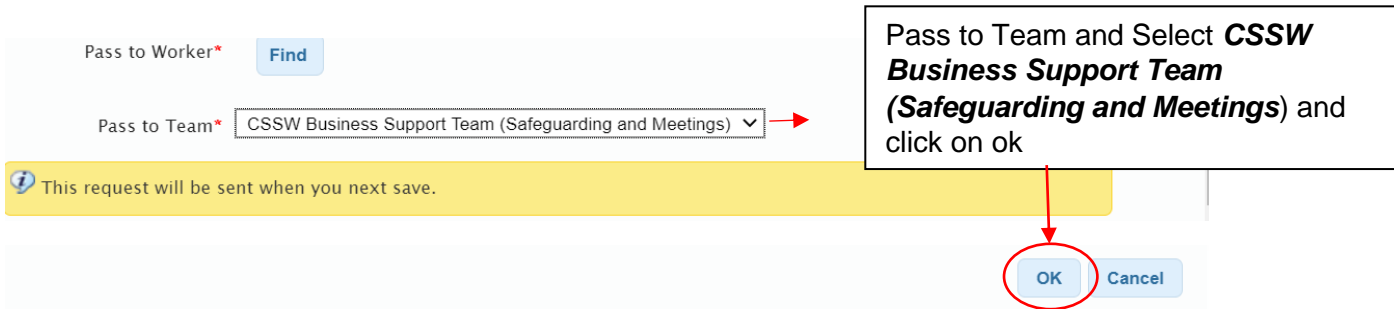 Pass to Worker*
Find
Pass to Team*
CSSW Business Support Team (Safeguarding and Meetings)
Pass to Team and Select CSSW
Business Support Team
(Safeguarding and Meetings) and
click on ok
This request will be sent when you next save.
OK
Cancel